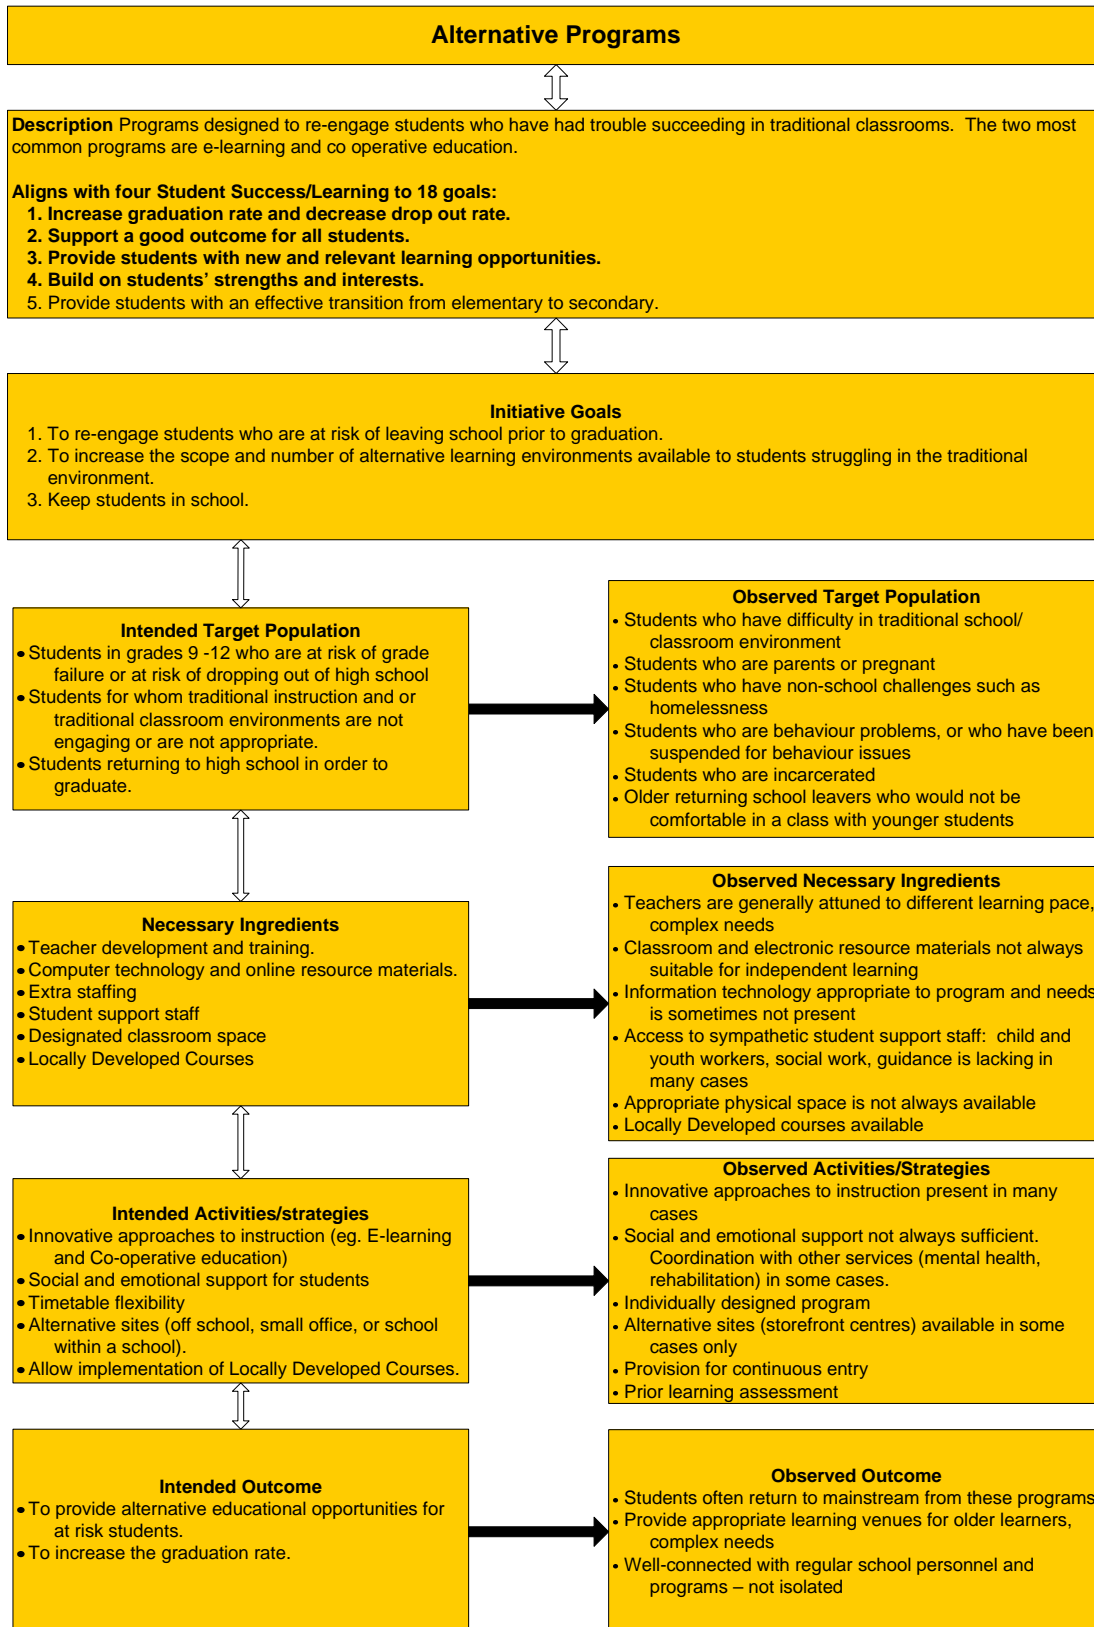 Alternative Programs
Description Programs designed to re-engage students who have had trouble succeeding in traditional classrooms.  The two most
common programs are e-learning and co operative education.
Aligns with four Student Success/Learning to 18 goals:
1. Increase graduation rate and decrease drop out rate.
2. Support a good outcome for all students.
3. Provide students with new and relevant learning opportunities.
4. Build on students’ strengths and interests.
5. Provide students with an effective transition from elementary to secondary.
Initiative Goals
1. To re-engage students who are at risk of leaving school prior to graduation.
2. To increase the scope and number of alternative learning environments available to students struggling in the traditional
environment.
3. Keep students in school.
Intended Target Population
• Students in grades 9 -12 who are at risk of grade
failure or at risk of dropping out of high school
• Students for whom traditional instruction and or
traditional classroom environments are not
engaging or are not appropriate.
• Students returning to high school in order to
graduate.
Observed Target Population
• Students who have difficulty in traditional school/
classroom environment
• Students who are parents or pregnant
• Students who have non-school challenges such as
homelessness
• Students who are behaviour problems, or who have been
suspended for behaviour issues
• Students who are incarcerated
• Older returning school leavers who would not be
comfortable in a class with younger students
Necessary Ingredients
• Teacher development and training.
• Computer technology and online resource materials.
• Extra staffing
• Student support staff
• Designated classroom space
• Locally Developed Courses
Observed Necessary Ingredients
• Teachers are generally attuned to different learning pace,
complex needs
• Classroom and electronic resource materials not always
suitable for independent learning
• Information technology appropriate to program and needs
is sometimes not present
• Access to sympathetic student support staff:  child and
youth workers, social work, guidance is lacking in
many cases
• Appropriate physical space is not always available
• Locally Developed courses available
Intended Activities/strategies
• Innovative approaches to instruction (eg. E-learning
and Co-operative education)
• Social and emotional support for students
• Timetable flexibility
• Alternative sites (off school, small office, or school
within a school).
• Allow implementation of Locally Developed Courses.
Observed Activities/Strategies
• Innovative approaches to instruction present in many
cases
• Social and emotional support not always sufficient.
Coordination with other services (mental health,
rehabilitation) in some cases.
• Individually designed program
• Alternative sites (storefront centres) available in some
cases only
• Provision for continuous entry
• Prior learning assessment
Intended Outcome
• To provide alternative educational opportunities for
at risk students.
• To increase the graduation rate.
Observed Outcome
• Students often return to mainstream from these programs
• Provide appropriate learning venues for older learners,
complex needs
• Well-connected with regular school personnel and
programs – not isolated